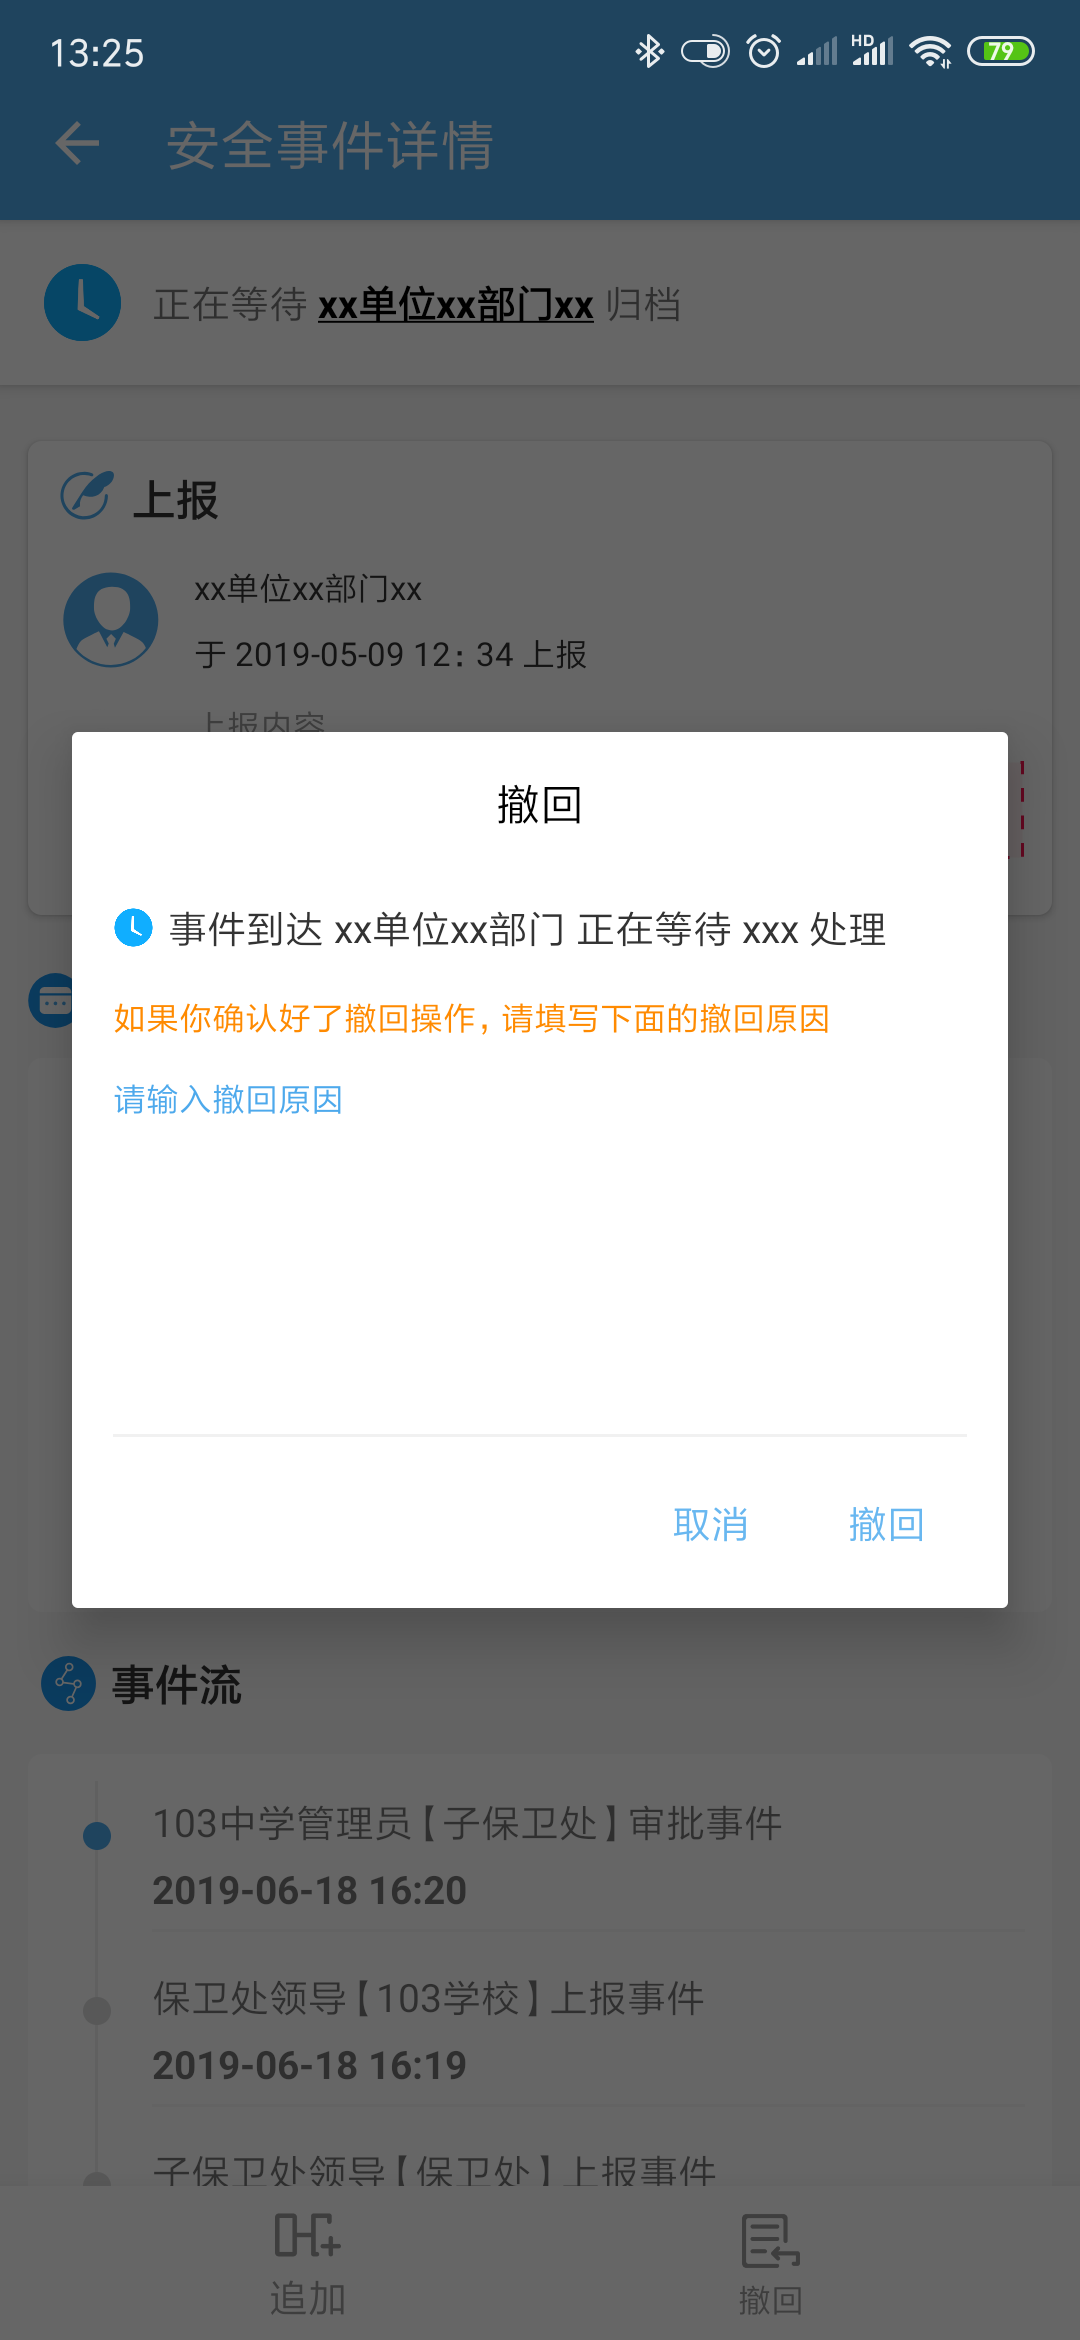 13:25
HD
79
安全事件详情
正在等待 xx单位xx部门xx 归档
上报
xx单位xx部门xx
于 2019-05-09 12：34 上报
上报内容
撤回
事件到达 xx单位xx部门 正在等待 xxx 处理
如果你确认好了撤回操作，请填写下面的撤回原因
请输入撤回原因
取消
撤回
事件流
103中学管理员【子保卫处】审批事件
2019-06-18 16:20
保卫处领导【103学校】上报事件
2019-06-18 16:19
子保卫处领导【保卫处】上报事件
追加
撤回